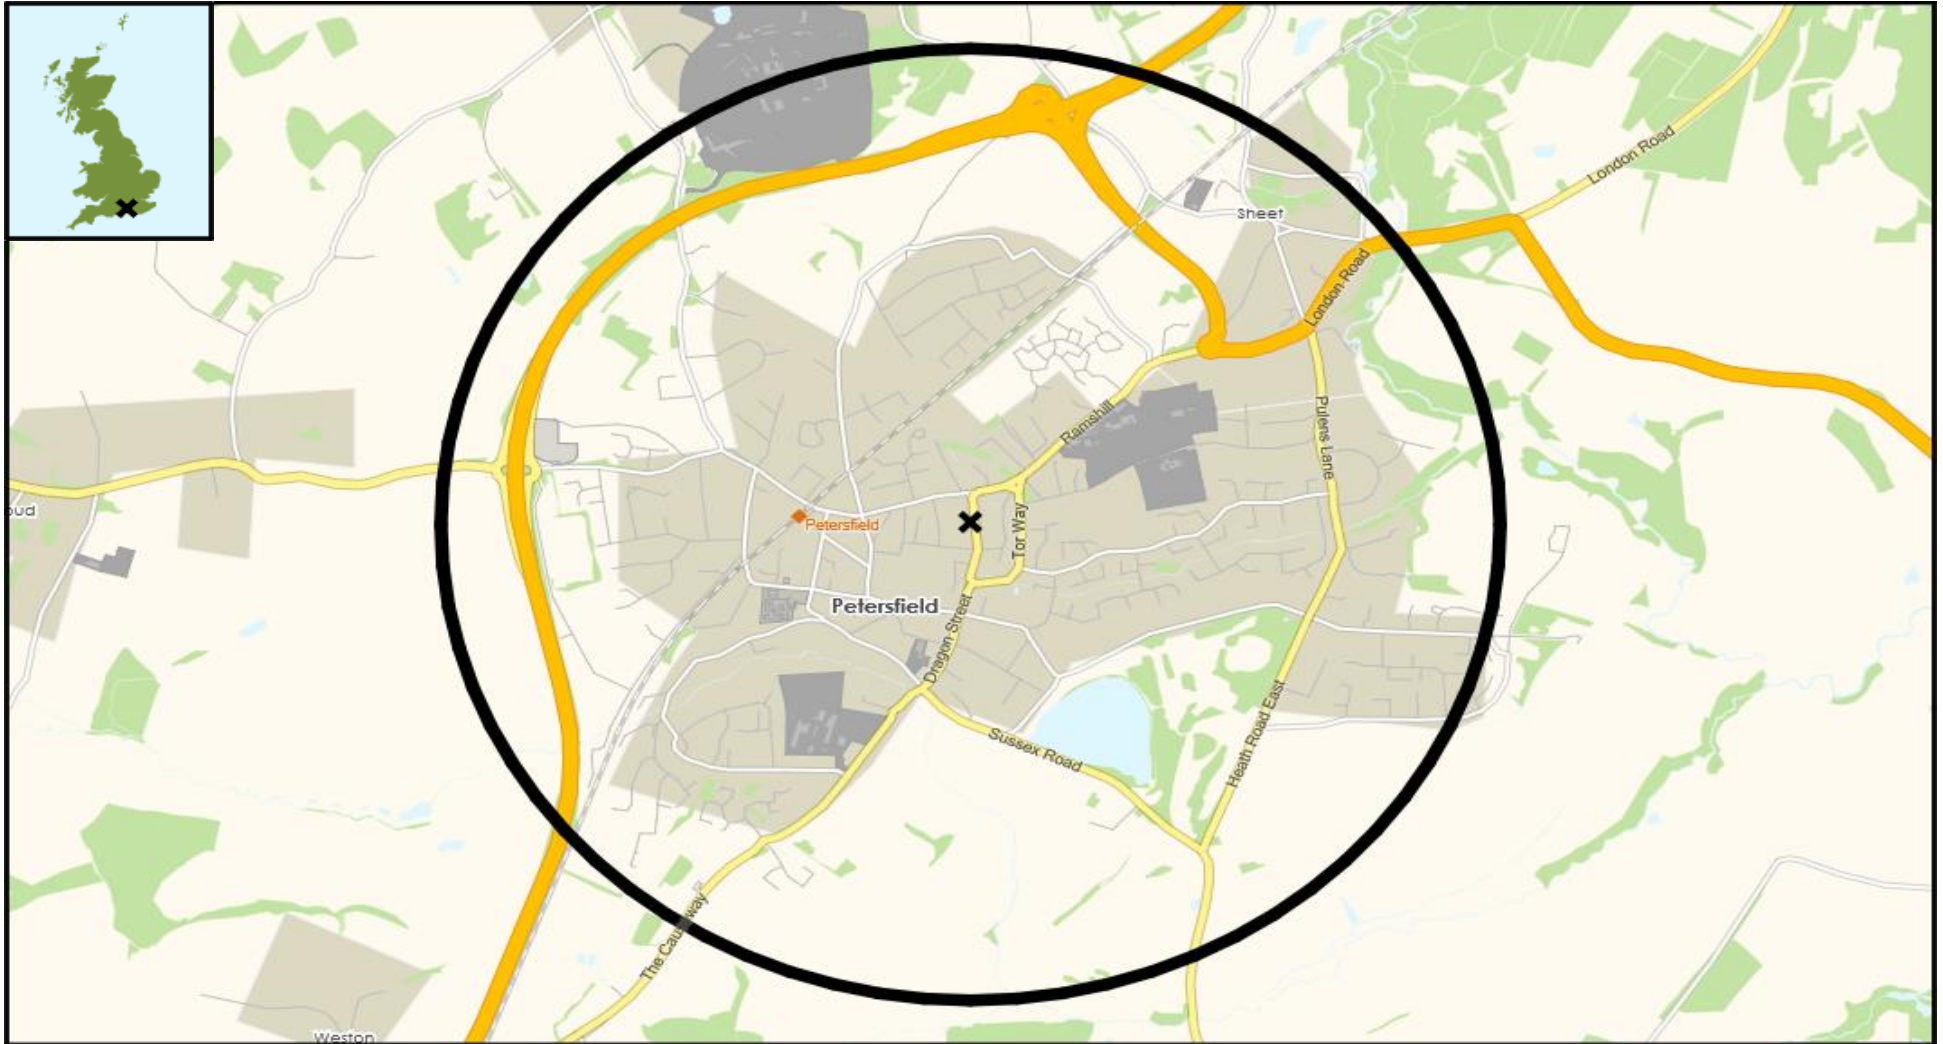 London Road
Sheet
London Road
Pulens Lane
Ramshill
oud
Petersfield
Tor Way
Petersfield
Dragon Street
Sussex Road
Heath Road East
The Causeway
Weston